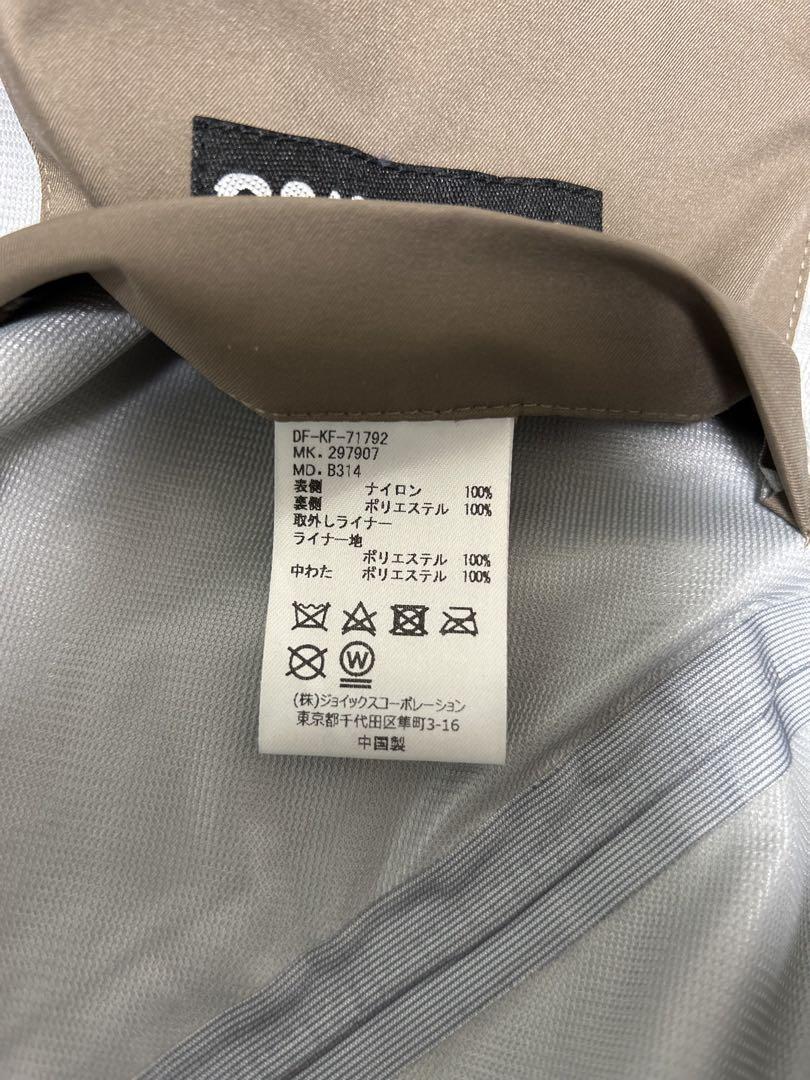 DF-KF-71792
MK. 297907
MD. B314
表側 ナイロン 100%
裏側 ポリエステル 100%
取外しライナー
ライナー地
ポリエステル 100%
中わた ポリエステル 100%
W
(株)ジョイックスコーポレーション
東京都千代田区隼町3-16
中国製